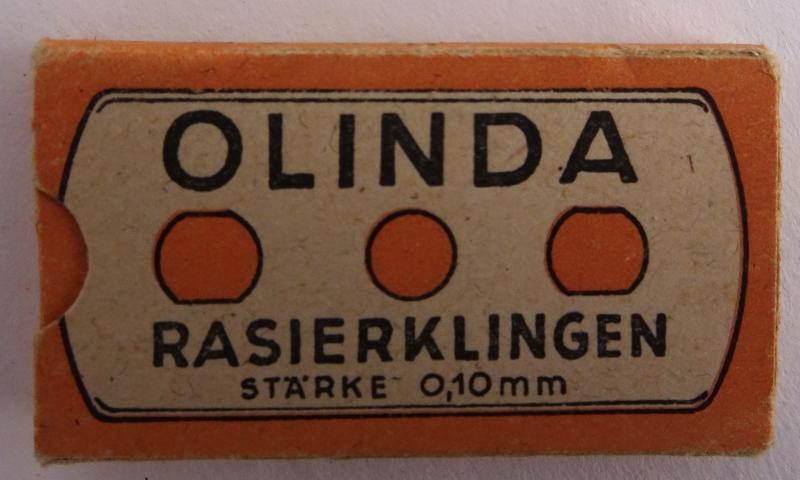 OLINDA
RASIERKLINGEN
STÄRKE 0,10mm